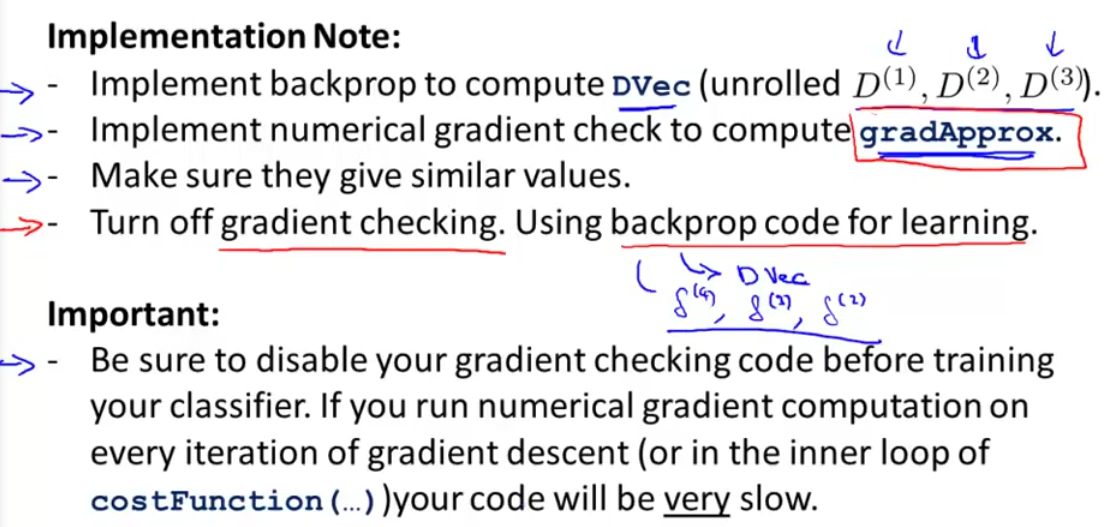 Implementation Note:
- Implement backprop to compute DVec (unrolled D^(1), D^(2), D^(3)).
- Implement numerical gradient check to compute gradApprox.
- Make sure they give similar values.
- Turn off gradient checking. Using backprop code for learning.
DVec
δ^(4), δ^(3), δ^(2)
Important:
- Be sure to disable your gradient checking code before training
your classifier. If you run numerical gradient computation on
every iteration of gradient descent (or in the inner loop of
costFunction(…))your code will be very slow.